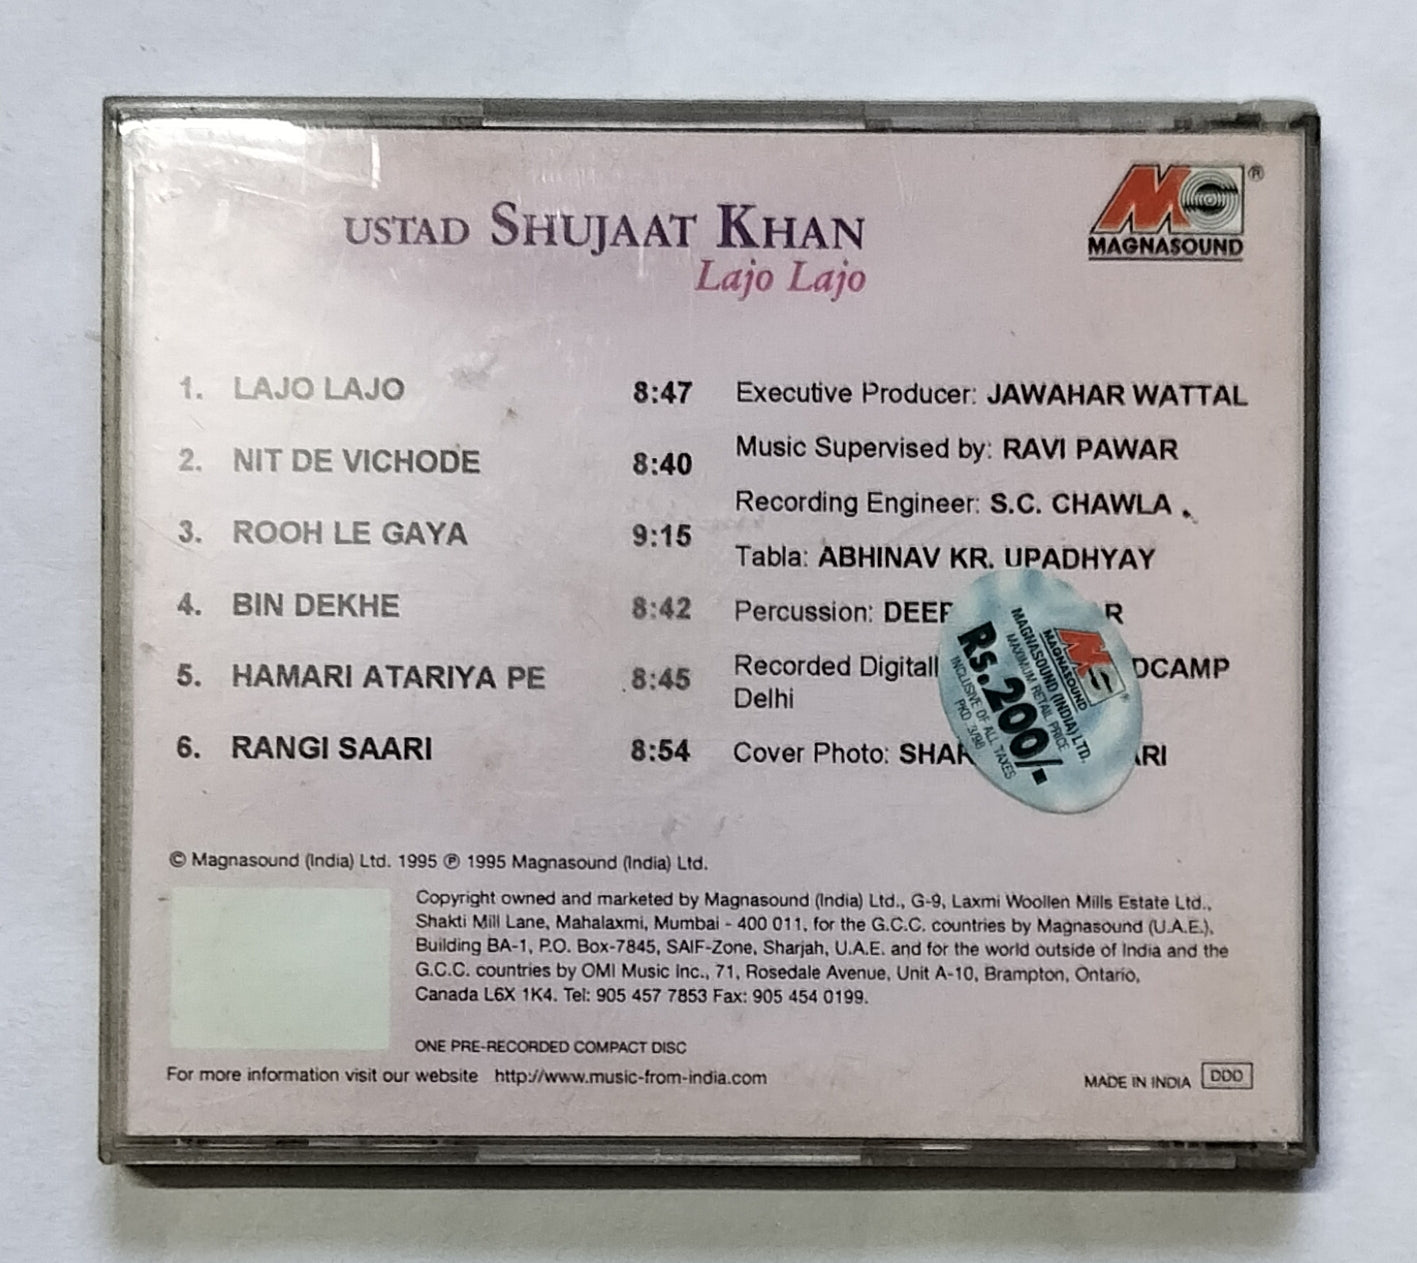 USTAD SHUJAAT KHAN
Lajo Lajo
MAGNASOUND ®
1. LAJO LAJO 8:47
2. NIT DE VICHODE 8:40
3. ROOH LE GAYA 9:15
4. BIN DEKHE 8:42
5. HAMARI ATARIYA PE 8:45
6. RANGI SAARI 8:54
Executive Producer: JAWAHAR WATTAL
Music Supervised by: RAVI PAWAR
Recording Engineer: S.C. CHAWLA
Tabla: ABHINAV KR. UPADHYAY
Percussion:
Recorded
Delhi
Cover Photo:
MAGNASOUND
MAGNASOUND (INDIA) LTD.
MAXIMUM RETAIL PRICE
Rs.200/-
INCLUSIVE OF ALL TAXES
PKD 3/98
© Magnasound (India) Ltd. 1995 ℗ 1995 Magnasound (India) Ltd.
Copyright owned and marketed by Magnasound (India) Ltd., G-9, Laxmi Woollen Mills Estate Ltd.,
Shakti Mill Lane, Mahalaxmi, Mumbai - 400 011, for the G.C.C. countries by Magnasound (U.A.E.),
Building BA-1, P.O. Box-7845, SAIF-Zone, Sharjah, U.A.E. and for the world outside of India and the
G.C.C. countries by OMI Music Inc., 71, Rosedale Avenue, Unit A-10, Brampton, Ontario,
Canada L6X 1K4. Tel: 905 457 7853 Fax: 905 454 0199.
ONE PRE-RECORDED COMPACT DISC
For more information visit our website http://www.music-from-india.com
MADE IN INDIA DDD